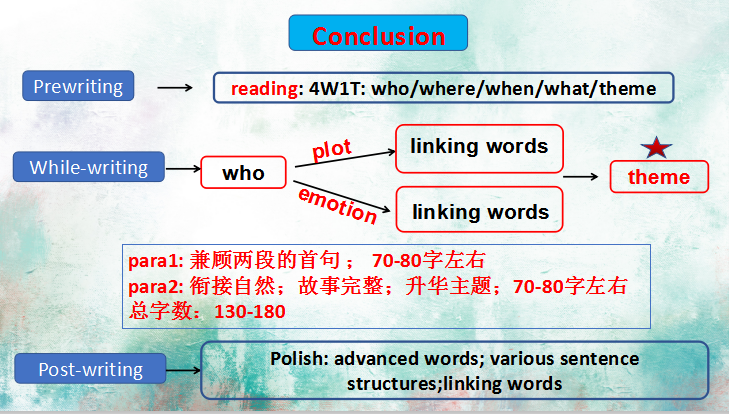 Conclusion
Prewriting
reading: 4W1T: who/where/when/what/theme
While-writing
who
plot
emotion
linking words
linking words
theme
para1: 兼顾两段的首句 ； 70-80字左右
para2: 衔接自然；故事完整；升华主题；70-80字左右
总字数：130-180
Post-writing
Polish: advanced words; various sentence
structures;linking words